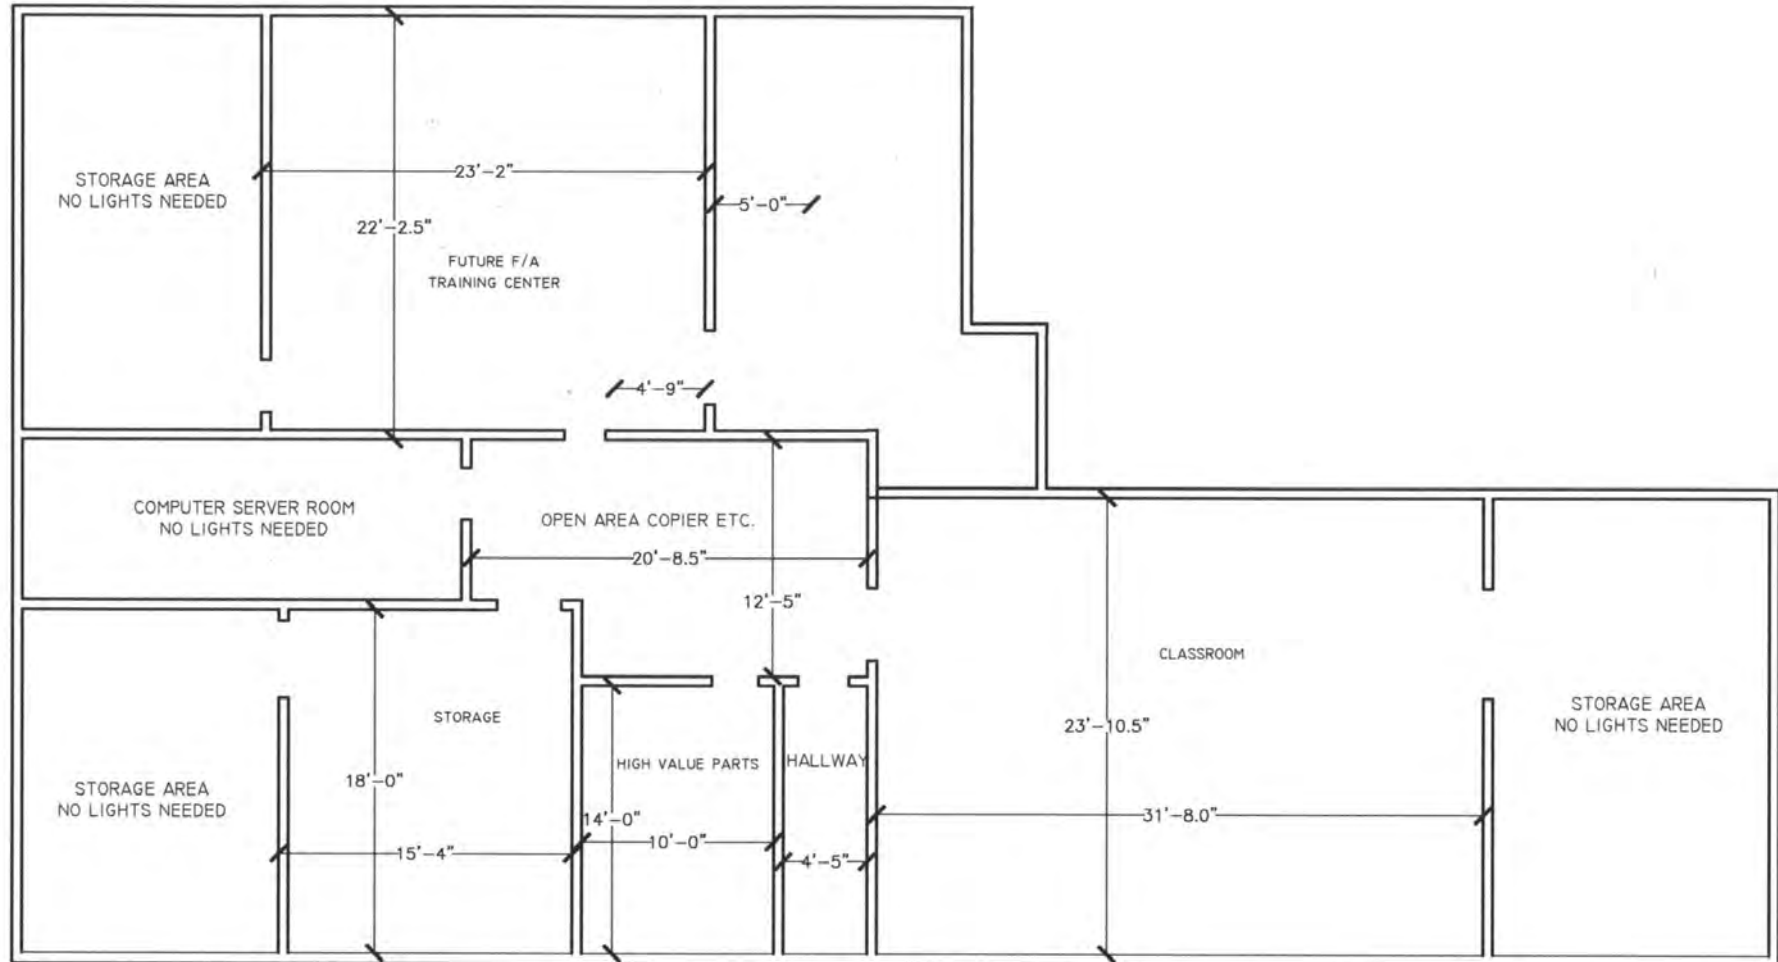 STORAGE AREA
NO LIGHTS NEEDED
23'-2"
5'-0"
22'-2.5"
FUTURE F/A
TRAINING CENTER
4'-9"
COMPUTER SERVER ROOM
NO LIGHTS NEEDED
OPEN AREA COPIER ETC.
20'-8.5"
12'-5"
CLASSROOM
STORAGE
STORAGE AREA
NO LIGHTS NEEDED
23'-10.5"
HIGH VALUE PARTS
HALLWAY
18'-0"
STORAGE AREA
NO LIGHTS NEEDED
14'-0"
31'-8.0"
15'-4"
10'-0"
4'-5"